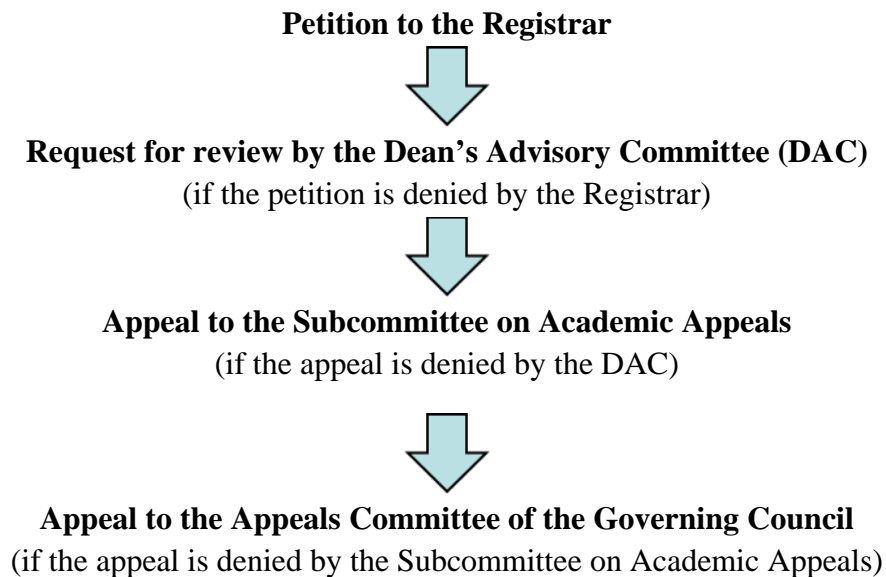 Petition to the Registrar
Request for review by the Dean’s Advisory Committee (DAC)
(if the petition is denied by the Registrar)
Appeal to the Subcommittee on Academic Appeals
(if the appeal is denied by the DAC)
Appeal to the Appeals Committee of the Governing Council
(if the appeal is denied by the Subcommittee on Academic Appeals)